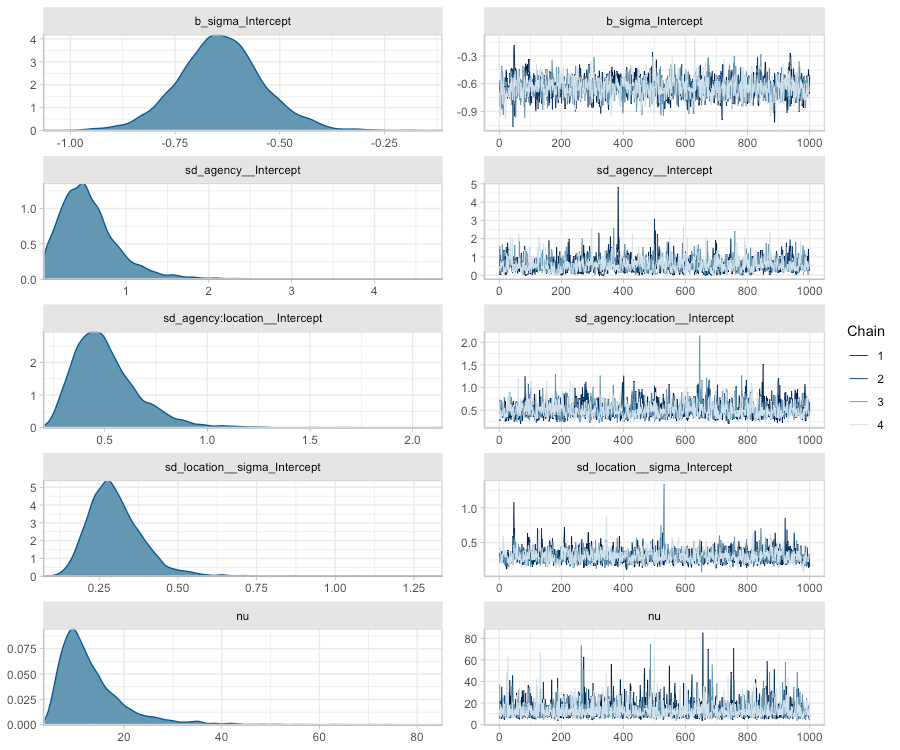 b_sigma_Intercept
b_sigma_Intercept
4
3
2
1
0
-1.00 -0.75 -0.50 -0.25
-0.3
-0.6
-0.9
0 200 400 600 800 1000
sd_agency__Intercept
sd_agency__Intercept
1.0
0.5
0.0
1 2 3 4
5
4
3
2
1
0
0 200 400 600 800 1000
sd_agency:location__Intercept
sd_agency:location__Intercept
2
1
0
0.5 1.0 1.5 2.0
2.0
1.5
1.0
0.5
0 200 400 600 800 1000
sd_location__sigma_Intercept
sd_location__sigma_Intercept
5
4
3
2
1
0
0.25 0.50 0.75 1.00 1.25
1.0
0.5
0 200 400 600 800 1000
nu
nu
0.075
0.050
0.025
0.000
20 40 60 80
80
60
40
20
0
0 200 400 600 800 1000
Chain
1
2
3
4